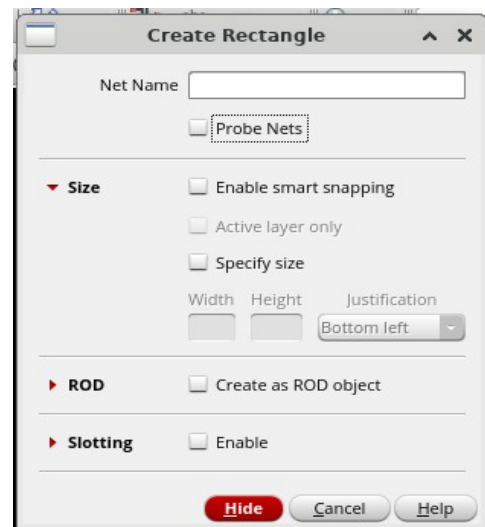 Create Rectangle
Net Name
Probe Nets
Size
Enable smart snapping
Active layer only
Specify size
Width Height Justification
Bottom left
ROD
Create as ROD object
Slotting
Enable
Hide Cancel Help